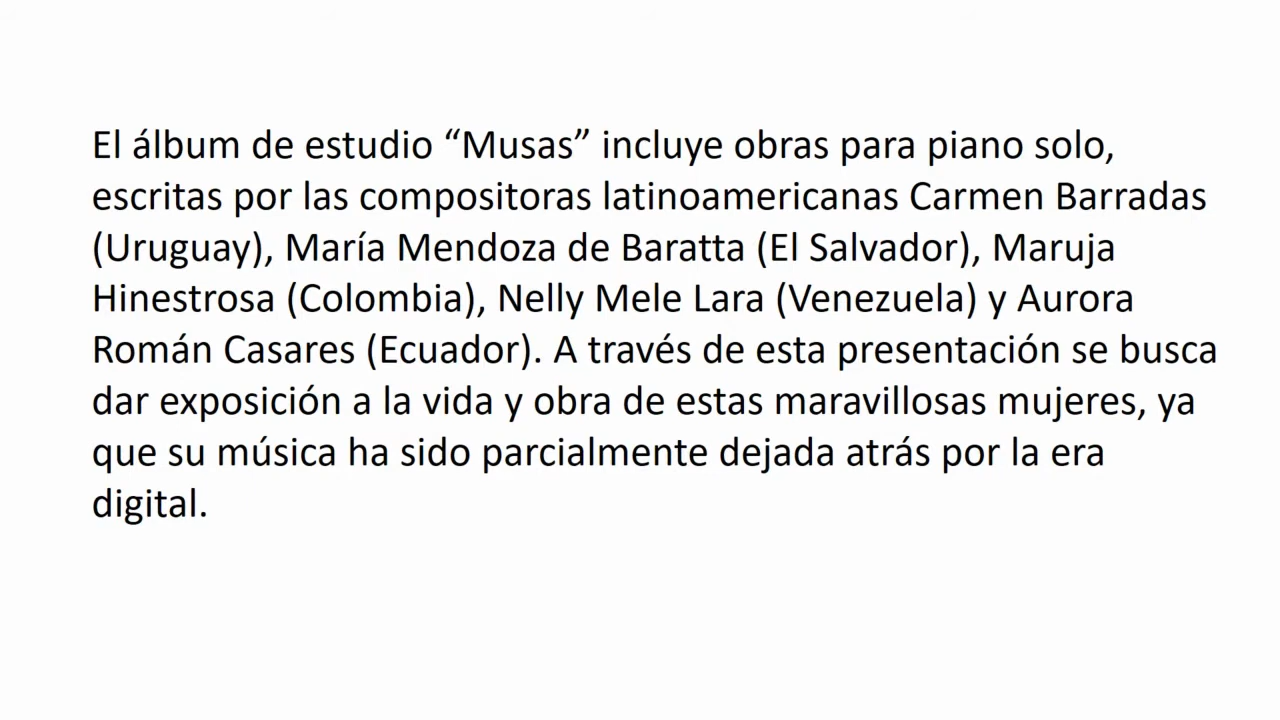 El álbum de estudio “Musas” incluye obras para piano solo,
escritas por las compositoras latinoamericanas Carmen Barradas
(Uruguay), María Mendoza de Baratta (El Salvador), Maruja
Hinestrosa (Colombia), Nelly Mele Lara (Venezuela) y Aurora
Román Casares (Ecuador). A través de esta presentación se busca
dar exposición a la vida y obra de estas maravillosas mujeres, ya
que su música ha sido parcialmente dejada atrás por la era
digital.